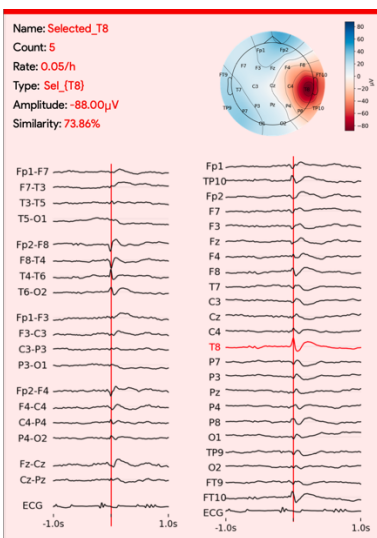 Name: Selected_T8
Count: 5
Rate: 0.05/h
Type: Sel_(T8)
Amplitude: -88.00μV
Similarity: 73.86%
Fp1 Fp2
F7 F3 Fz F4 F8
FT9 FT10
C3 Cz C4
TP9 P7 P3 Pz P4 P8 TP10
O1 O2
80
60
40
20
0
-20
-40
-60
-80
μV
Fp1-F7
F7-T3
T3-T5
T5-O1
Fp2-F8
F8-T4
T4-T6
T6-O2
Fp1-F3
F3-C3
C3-P3
P3-O1
Fp2-F4
F4-C4
C4-P4
P4-O2
Fz-Cz
Cz-Pz
ECG
-1.0s 1.0s
Fp1
TP10
Fp2
F7
F3
Fz
F4
F8
T7
C3
Cz
C4
T8
P7
P3
Pz
P4
P8
O1
TP9
O2
FT9
FT10
ECG
-1.0s 1.0s